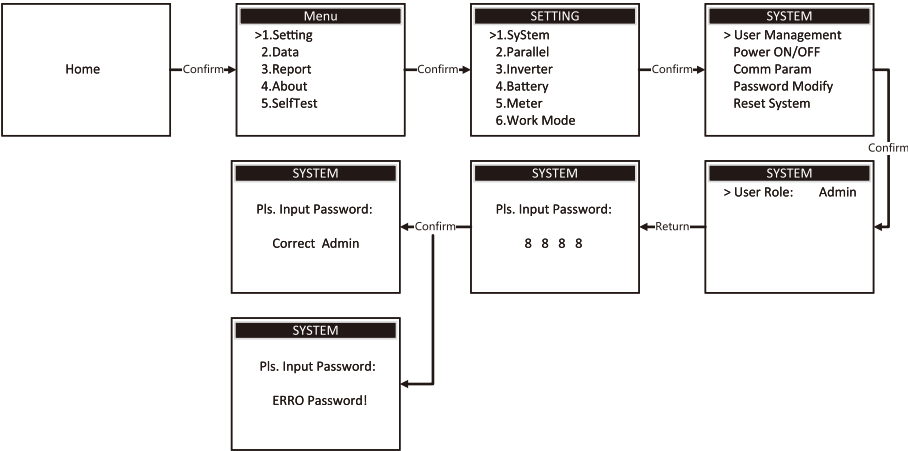 Home
Confirm
Menu
>1.Setting
2.Data
3.Report
4.About
5.SelfTest
Confirm
SETTING
>1.SyStem
2.Parallel
3.Inverter
4.Battery
5.Meter
6.Work Mode
Confirm
SYSTEM
> User Management
Power ON/OFF
Comm Param
Password Modify
Reset System
Confirm
SYSTEM
> User Role: Admin
Return
SYSTEM
Pls. Input Password:
8 8 8 8
Confirm
SYSTEM
Pls. Input Password:
Correct Admin
SYSTEM
Pls. Input Password:
ERRO Password!